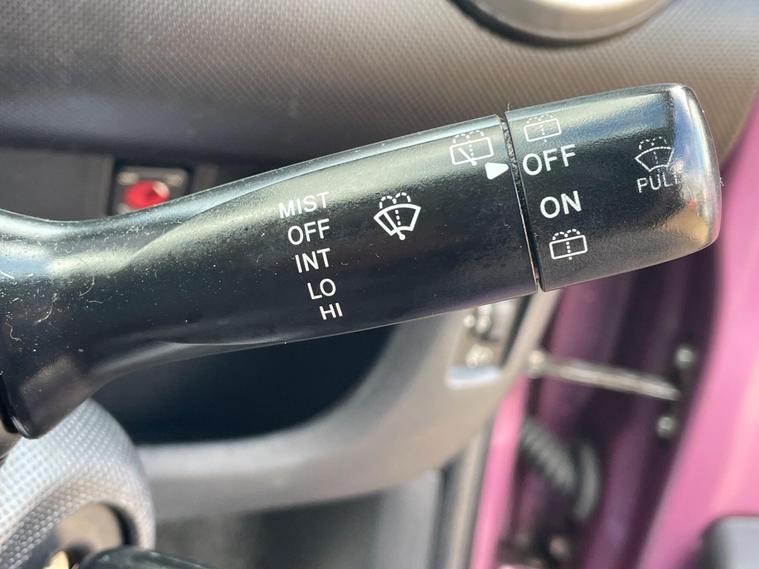 MIST
OFF
INT
LO
HI
OFF
ON
PULL